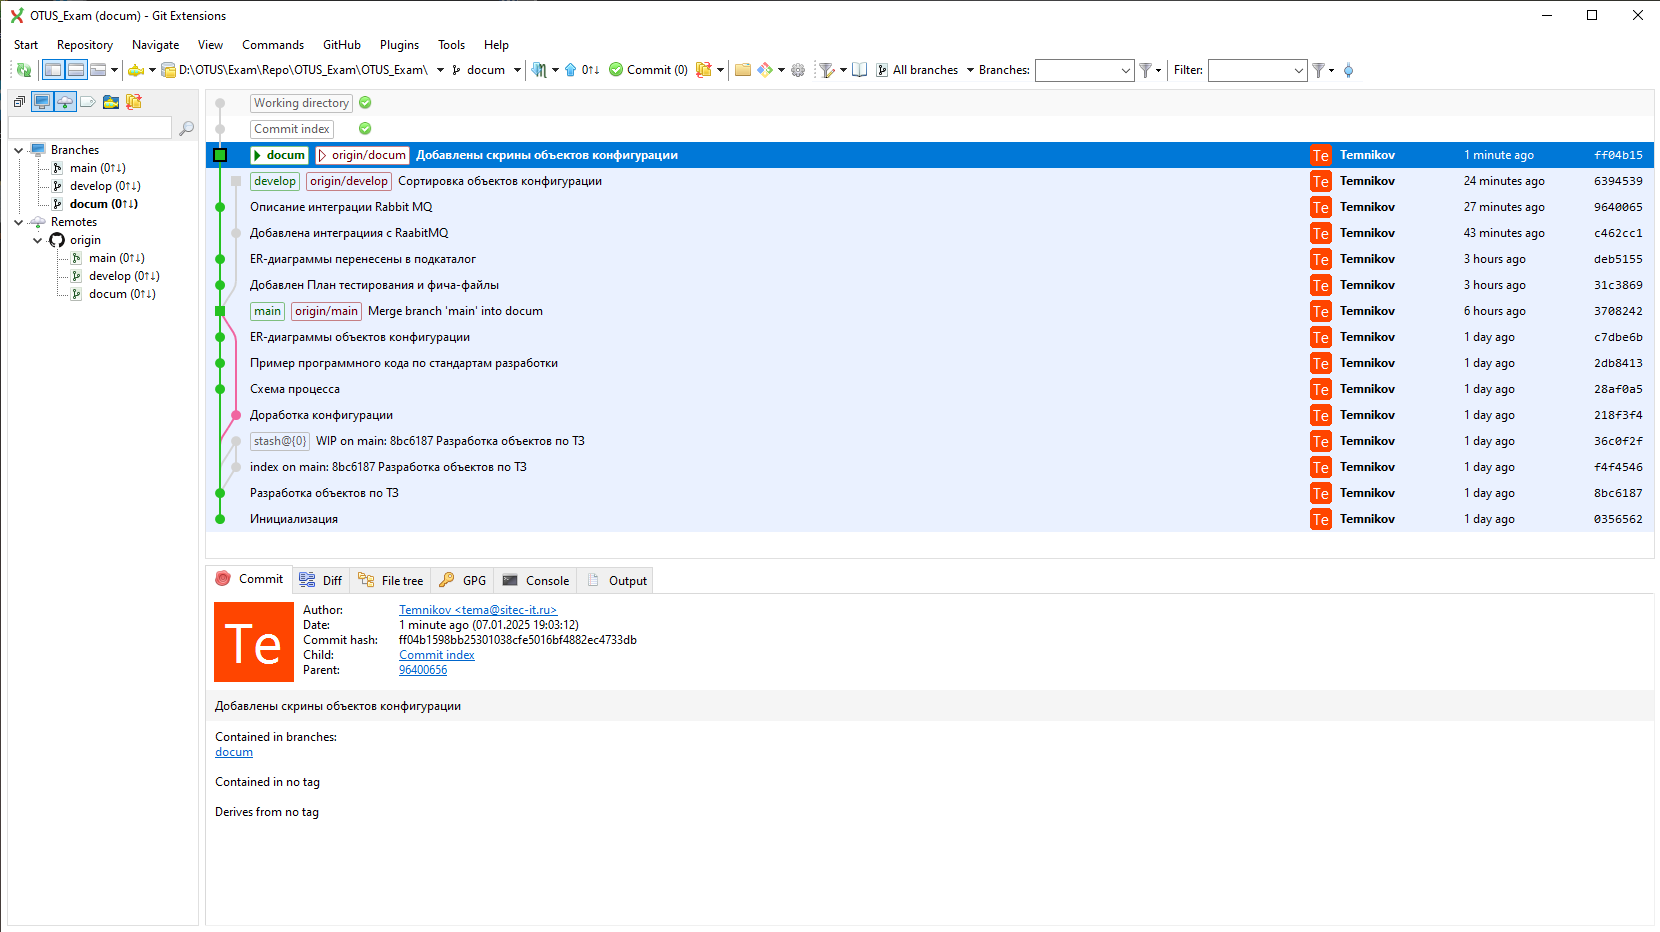 OTUS_Exam (docum) - Git Extensions
Start Repository Navigate View Commands GitHub Plugins Tools Help
D:\OTUS\Exam\Repo\OTUS_Exam\OTUS_Exam\ docum 0↑↓ Commit (0) All branches Branches: Filter:
Branches
main (0↑↓)
develop (0↑↓)
docum (0↑↓)
Remotes
origin
main (0↑↓)
develop (0↑↓)
docum (0↑↓)
Working directory
Commit index
docum origin/docum Добавлены скрины объектов конфигурации Te Temnikov 1 minute ago ff04b15
develop origin/develop Сортировка объектов конфигурации Te Temnikov 24 minutes ago 6394539
Описание интеграции Rabbit MQ Te Temnikov 27 minutes ago 9640065
Добавлена интеграциия с RaabitMQ Te Temnikov 43 minutes ago c462cc1
ER-диаграммы перенесены в подкаталог Te Temnikov 3 hours ago deb5155
Добавлен План тестирования и фича-файлы Te Temnikov 3 hours ago 31c3869
main origin/main Merge branch 'main' into docum Te Temnikov 6 hours ago 3708242
ER-диаграммы объектов конфигурации Te Temnikov 1 day ago c7dbe6b
Пример программного кода по стандартам разработки Te Temnikov 1 day ago 2db8413
Схема процесса Te Temnikov 1 day ago 28af0a5
Доработка конфигурации Te Temnikov 1 day ago 218f3f4
stash@{0} WIP on main: 8bc6187 Разработка объектов по ТЗ Te Temnikov 1 day ago 36c0f2f
index on main: 8bc6187 Разработка объектов по ТЗ Te Temnikov 1 day ago f4f4546
Разработка объектов по ТЗ Te Temnikov 1 day ago 8bc6187
Инициализация Te Temnikov 1 day ago 0356562
Commit Diff File tree GPG Console Output
Te
Author: Temnikov <tema@sitec-it.ru>
Date: 1 minute ago (07.01.2025 19:03:12)
Commit hash: ff04b1598bb25301038cfe5016bf4882ec4733db
Child: Commit index
Parent: 96400656
Добавлены скрины объектов конфигурации
Contained in branches:
docum
Contained in no tag
Derives from no tag